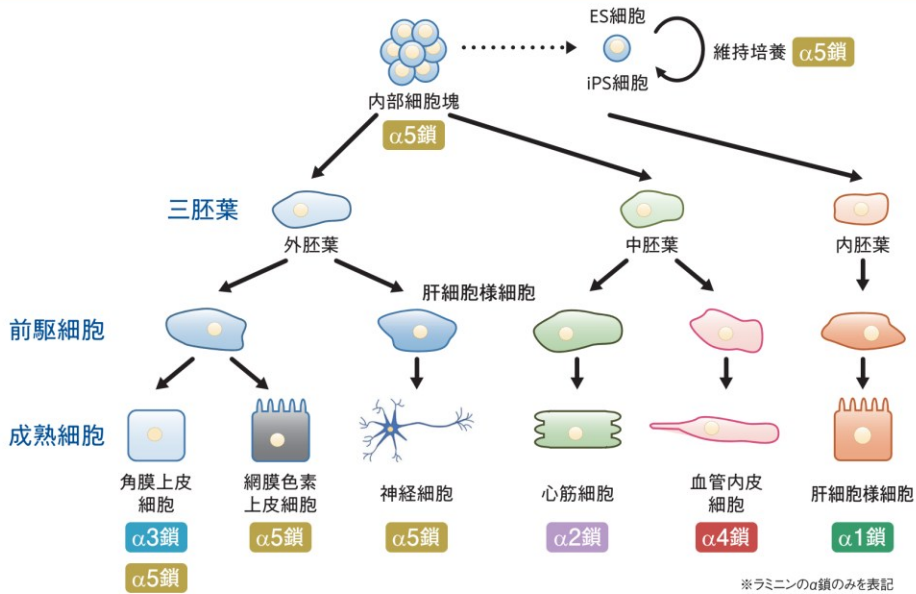 ES細胞
iPS細胞
維持培養 α5鎖
内部細胞塊
α5鎖
三胚葉
外胚葉
中胚葉
内胚葉
前駆細胞
肝細胞様細胞
成熟細胞
角膜上皮
細胞
α3鎖
α5鎖
網膜色素
上皮細胞
α5鎖
神経細胞
α5鎖
心筋細胞
α2鎖
血管内皮
細胞
α4鎖
肝細胞様細胞
α1鎖
※ラミニンのα鎖のみを表記